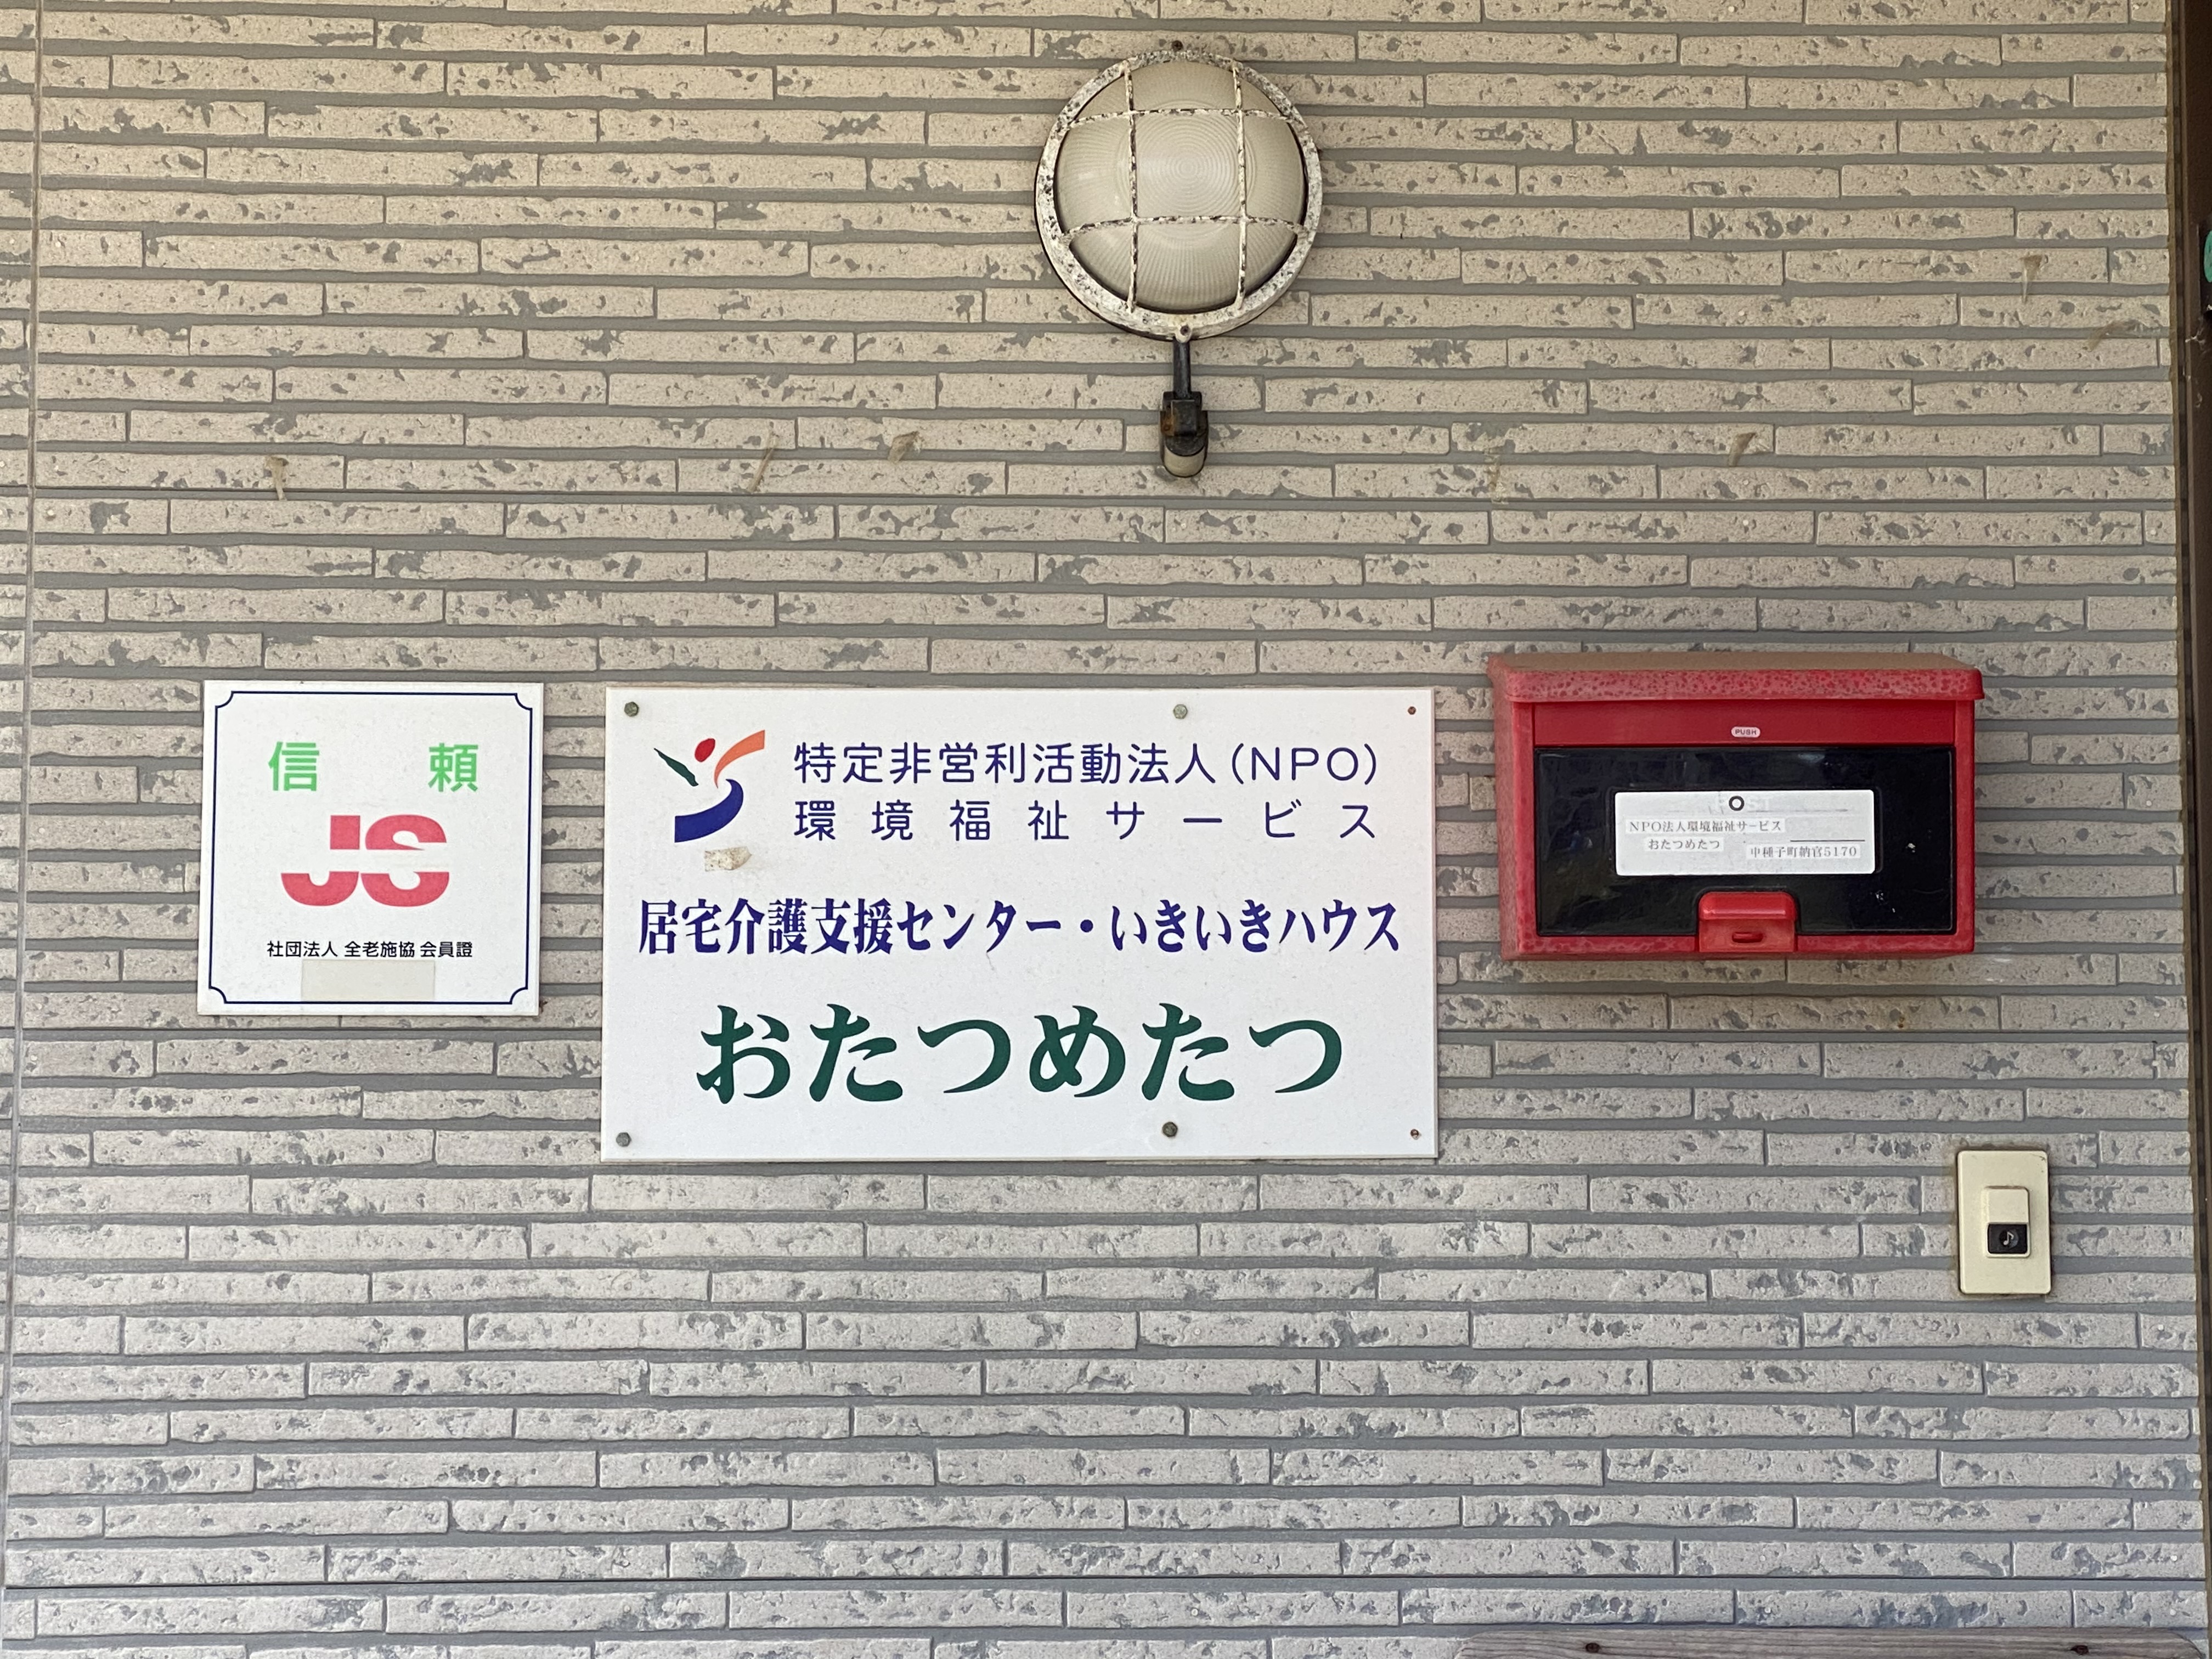 信 頼
JS
社団法人 全老施協 会員證
特定非営利活動法人(NPO)
環境福祉サービス
居宅介護支援センター・いきいきハウス
おたつめたつ
PUSH
POST
NPO法人環境福祉サービス
おたつめたつ
中種子町納官5170